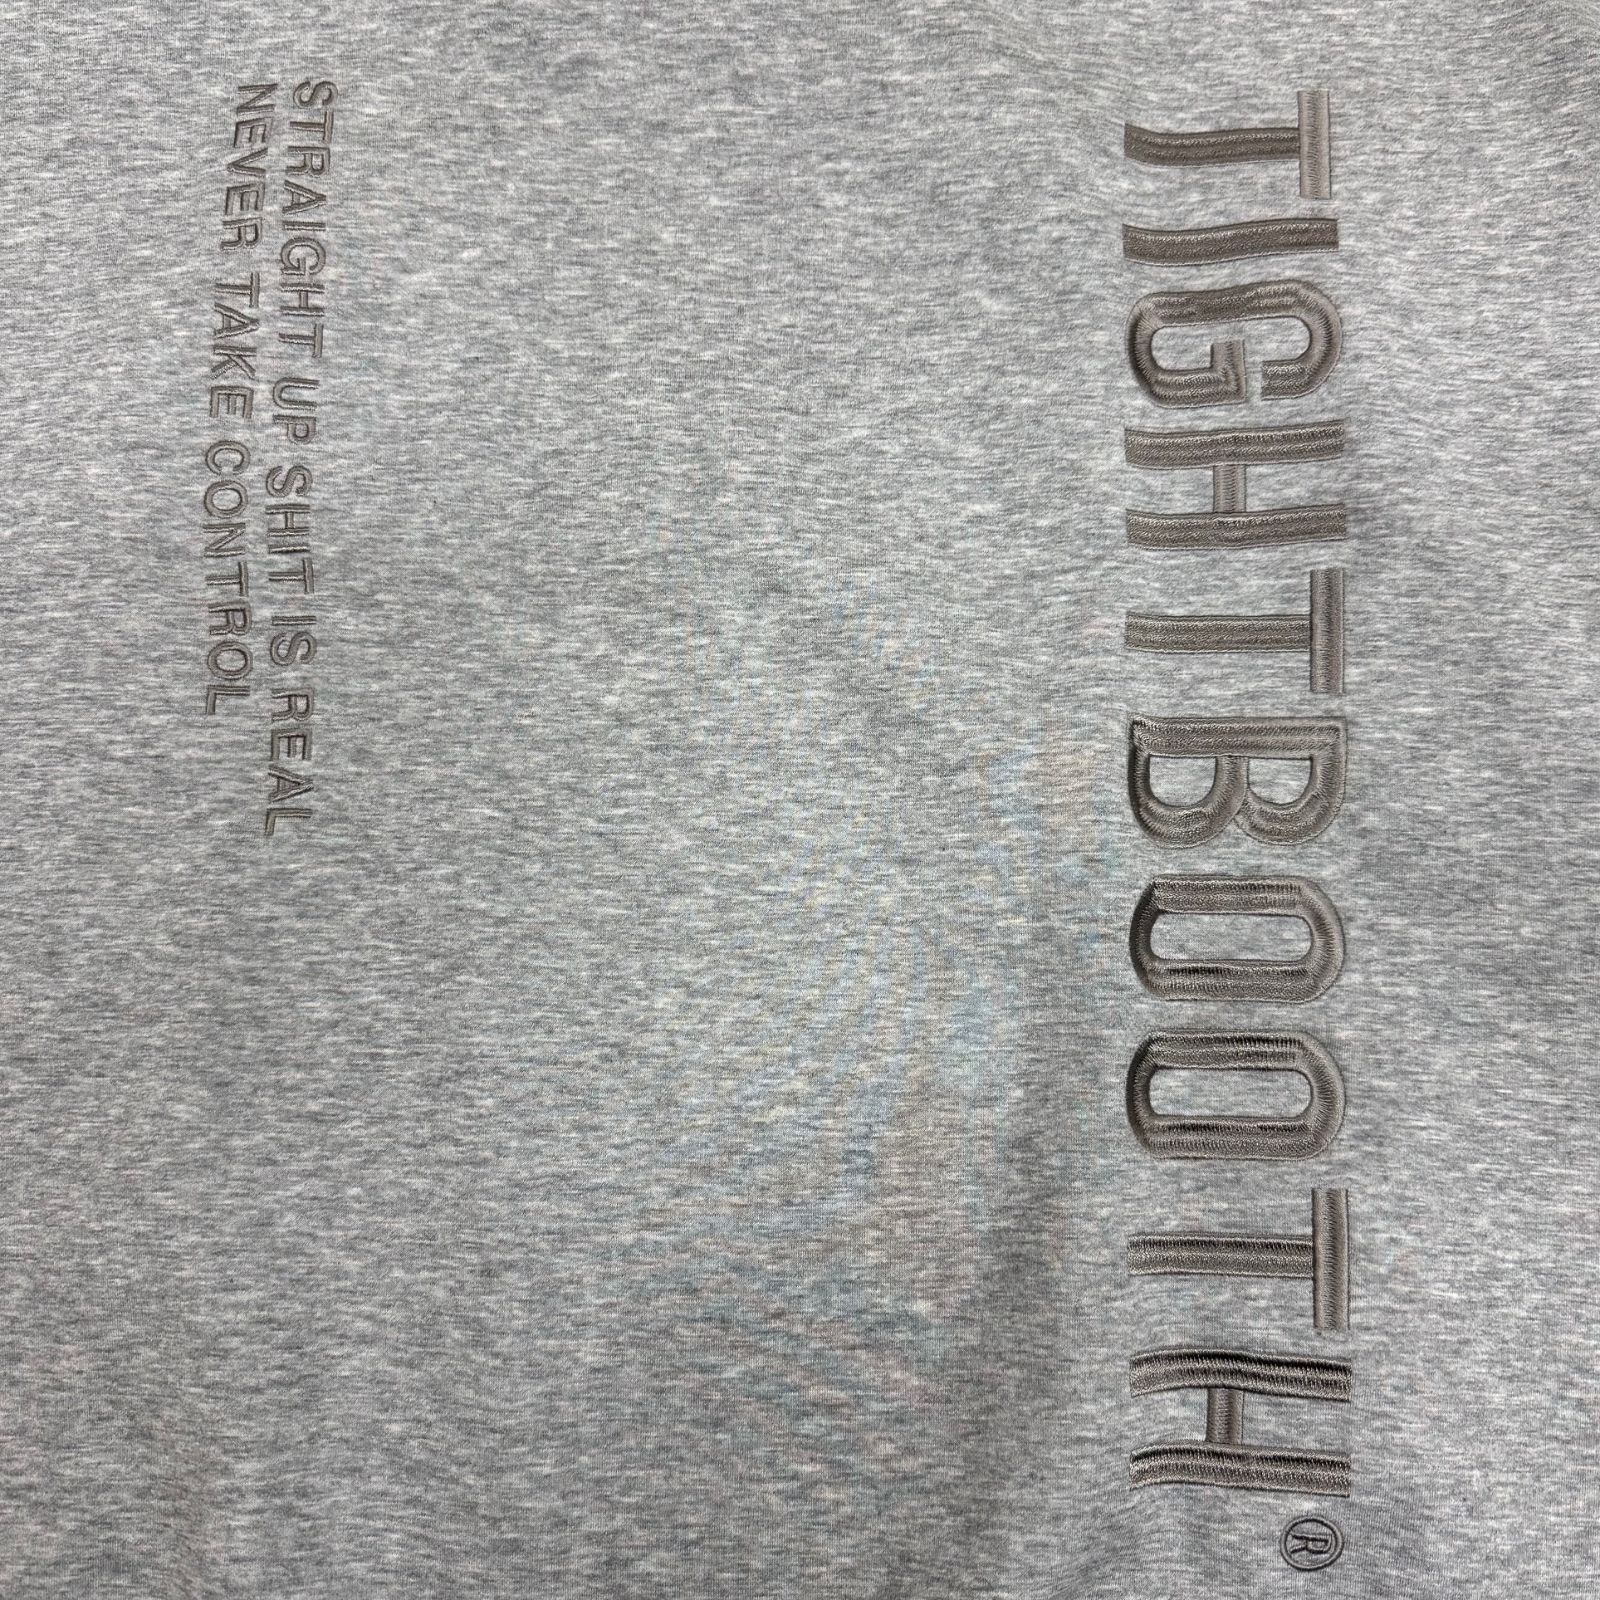 TIGHTBOOTH®
STRAIGHT UP SHIT IS REAL
NEVER TAKE CONTROL